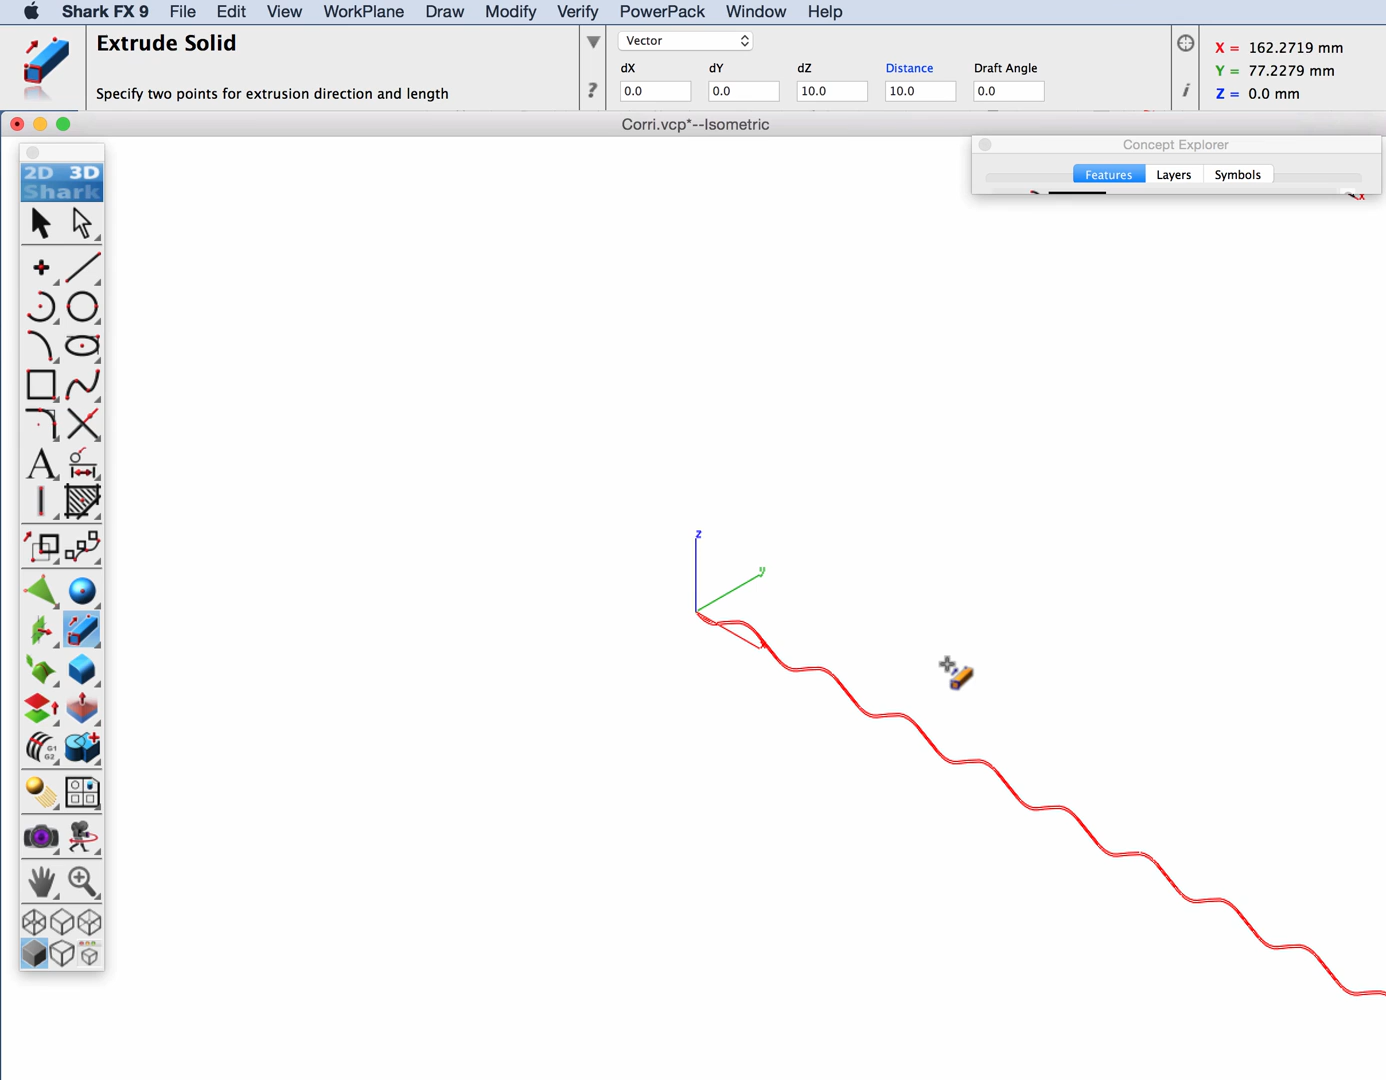 Shark FX 9 File Edit View WorkPlane Draw Modify Verify PowerPack Window Help
Extrude Solid
Specify two points for extrusion direction and length
?
Vector
dX dY dZ Distance Draft Angle
0.0 0.0 10.0 10.0 0.0
i
X = 162.2719 mm
Y = 77.2279 mm
Z = 0.0 mm
Corri.vcp*--Isometric
Concept Explorer
Features Layers Symbols
x
2D 3D
Shark
A
G1
G2
z
y